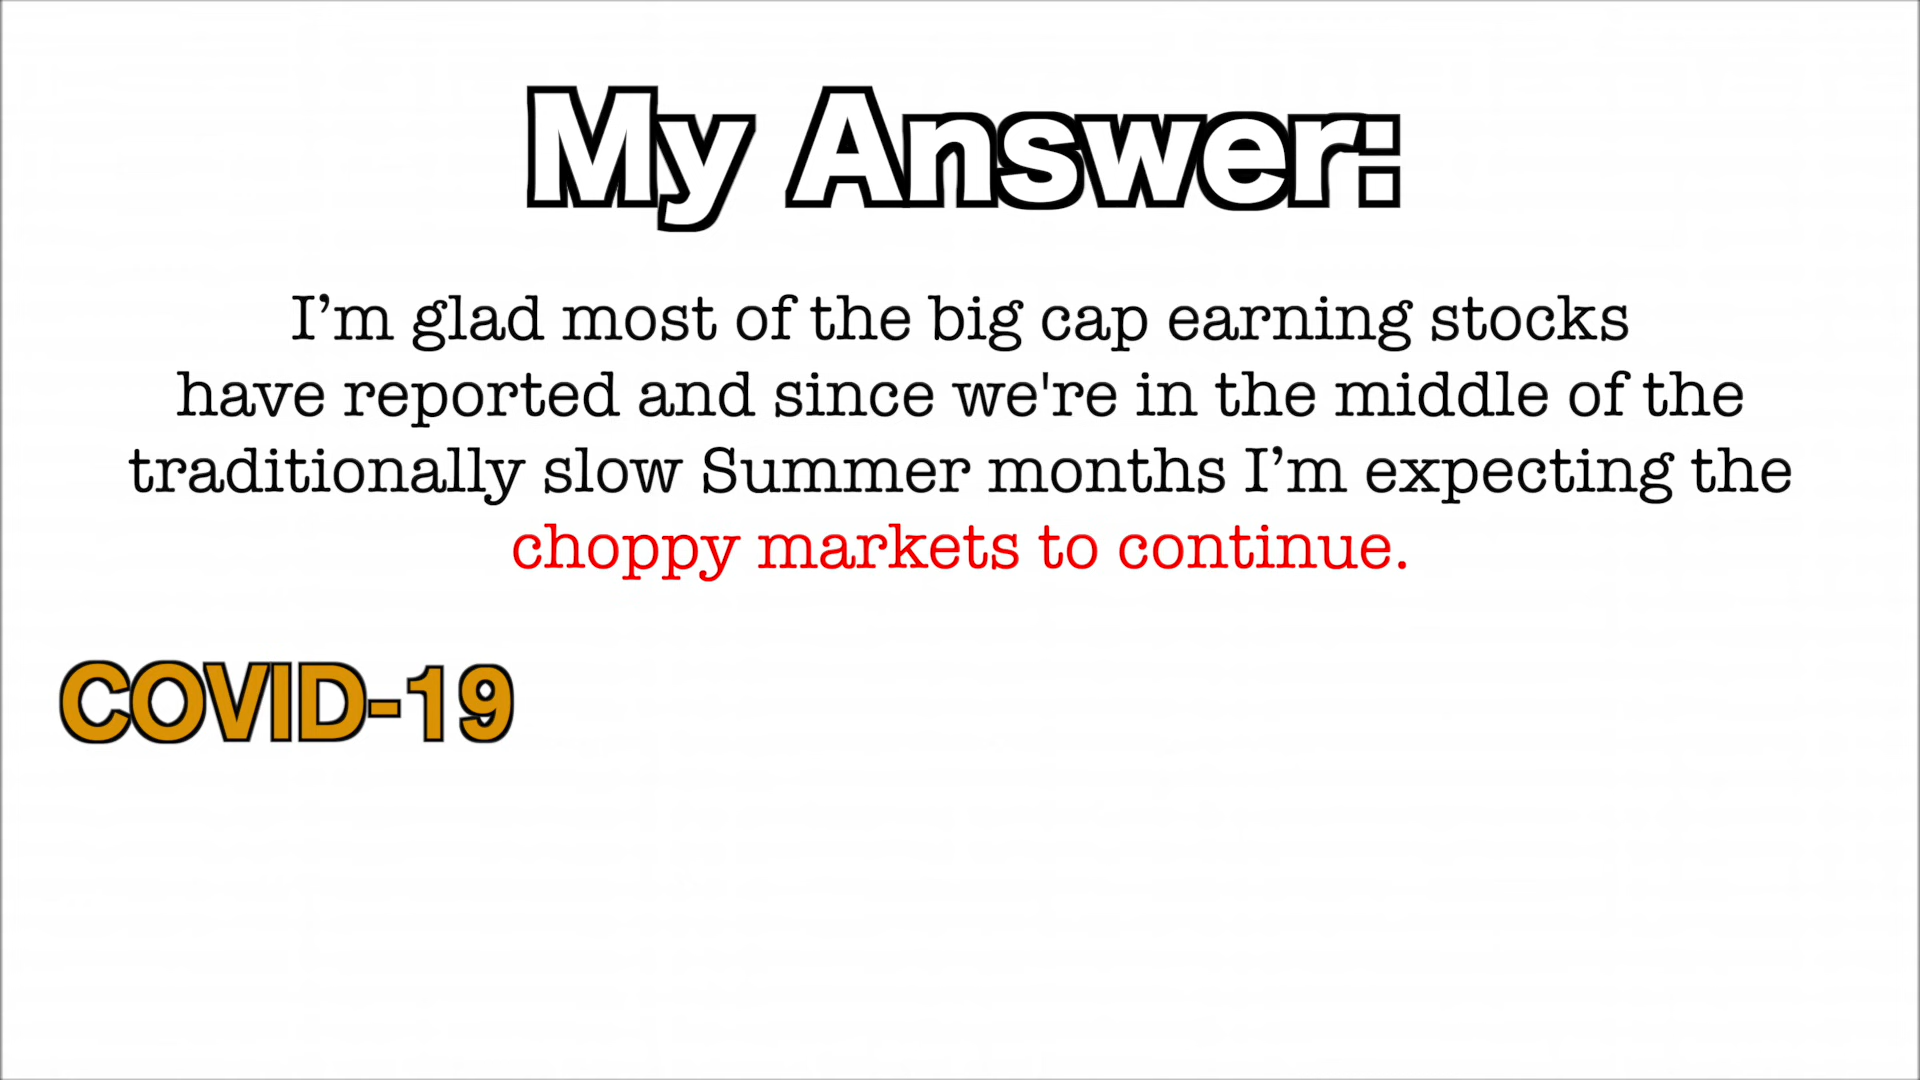 My Answer:
I’m glad most of the big cap earning stocks
have reported and since we're in the middle of the
traditionally slow Summer months I’m expecting the
choppy markets to continue.
COVID-19